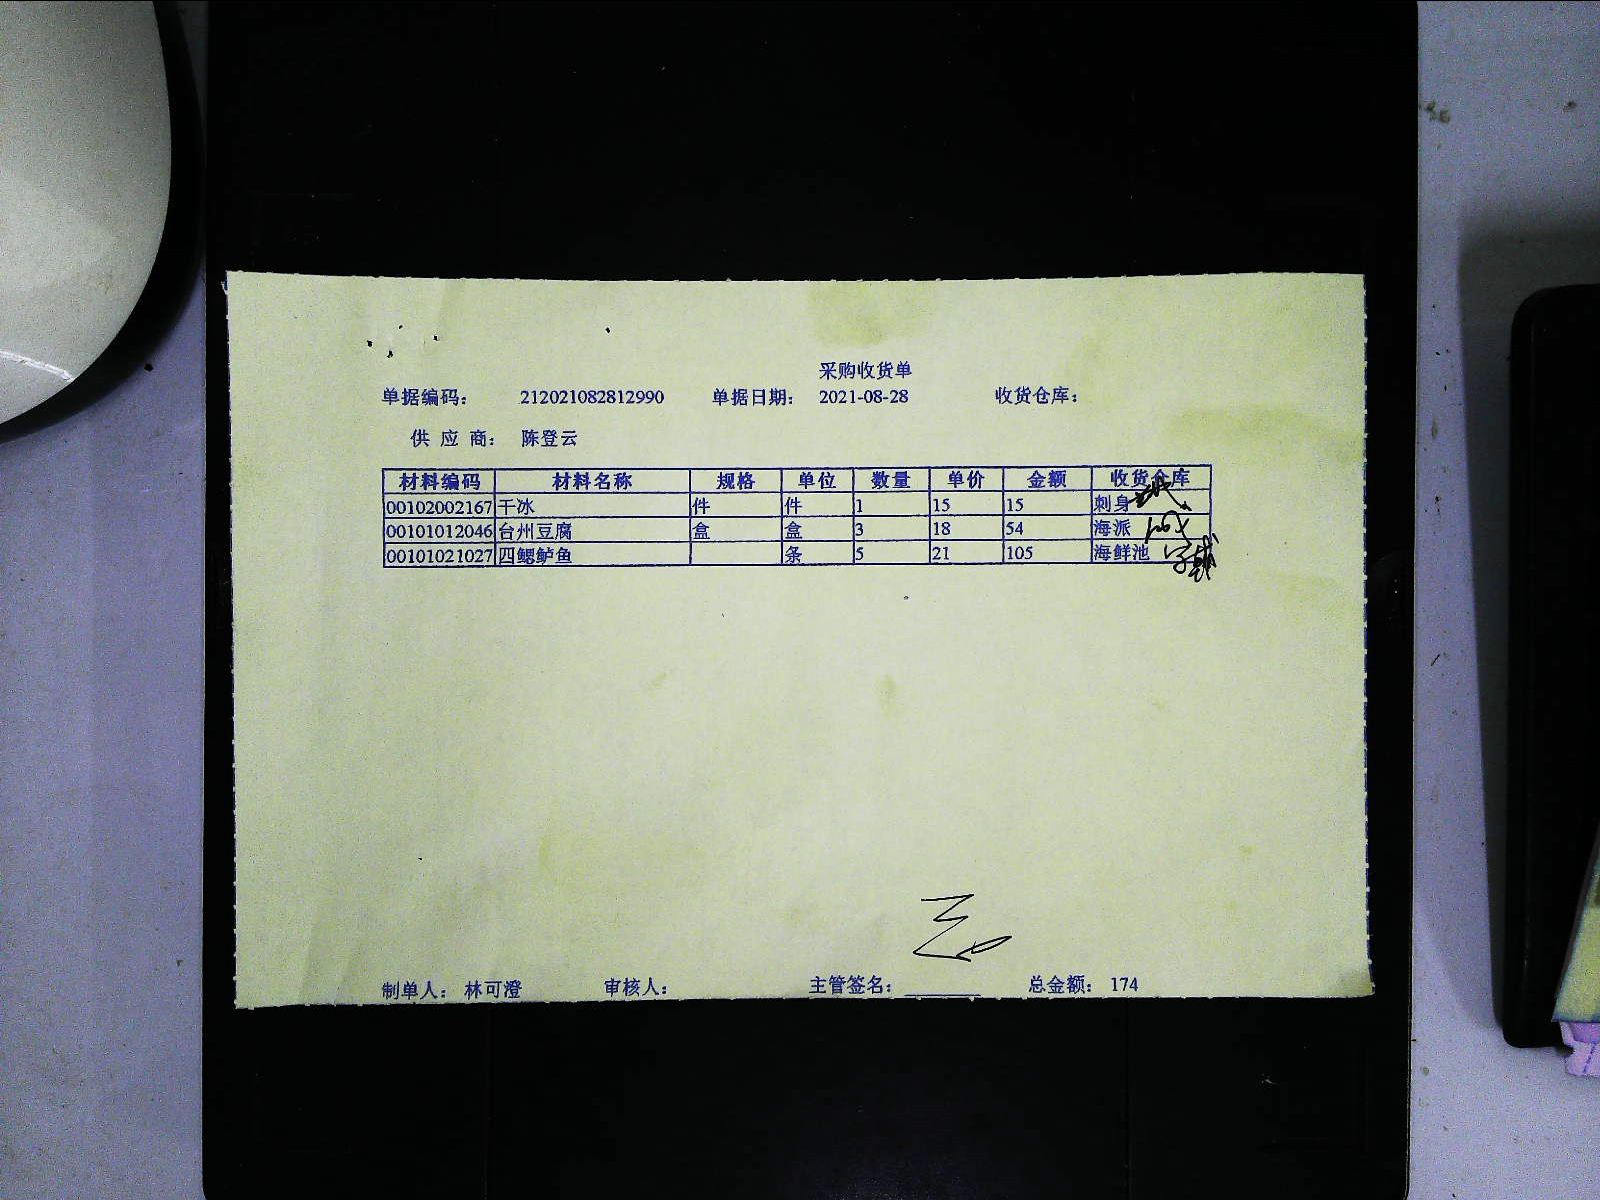 采购收货单
单据编码： 212021082812990 单据日期： 2021-08-28 收货仓库：
供 应 商： 陈登云
材料编码 材料名称 规格 单位 数量 单价 金额 收货仓库
00102002167 干冰 件 件 1 15 15 刺身
00101012046 台州豆腐 盒 盒 3 18 54 海派
00101021027 四鳃鲈鱼 条 5 21 105 海鲜池
制单人： 林可澄 审核人： 主管签名： 总金额： 174